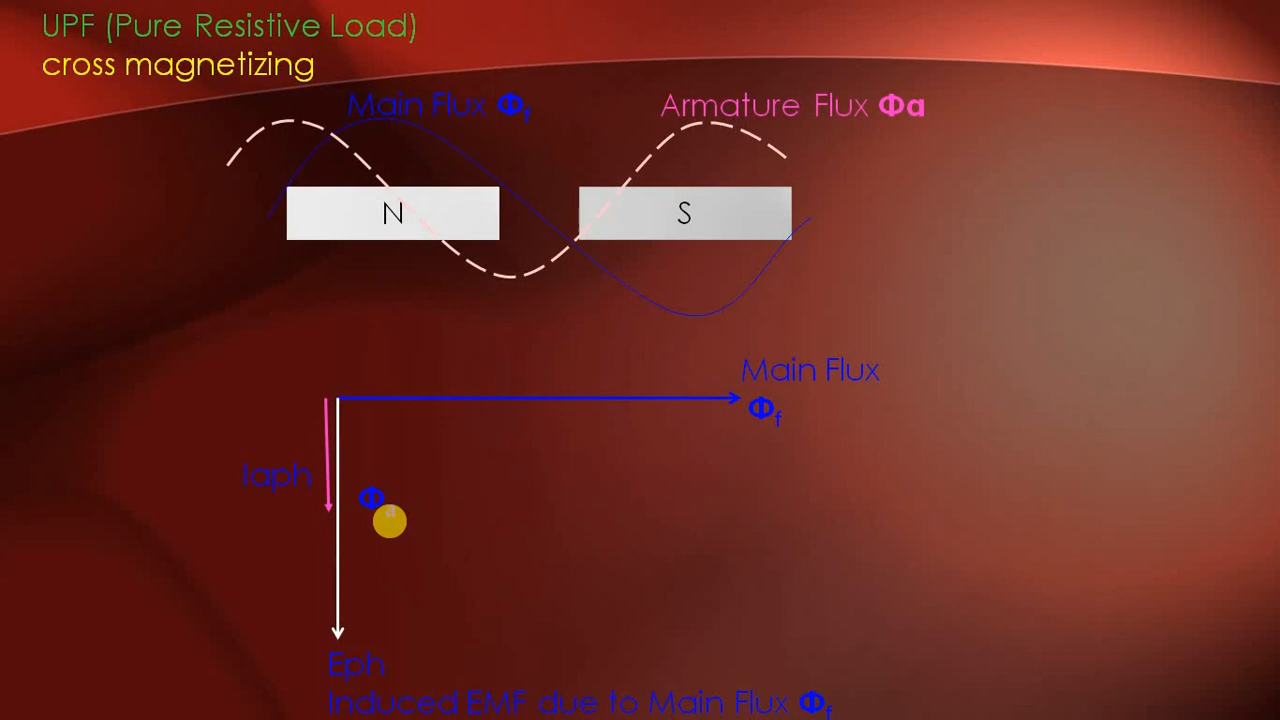 UPF (Pure Resistive Load)
cross magnetizing
Main Flux Φf
Armature Flux Φa
N
S
Main Flux
Φf
Iaph
Φa
Eph
Induced EMF due to Main Flux Φf